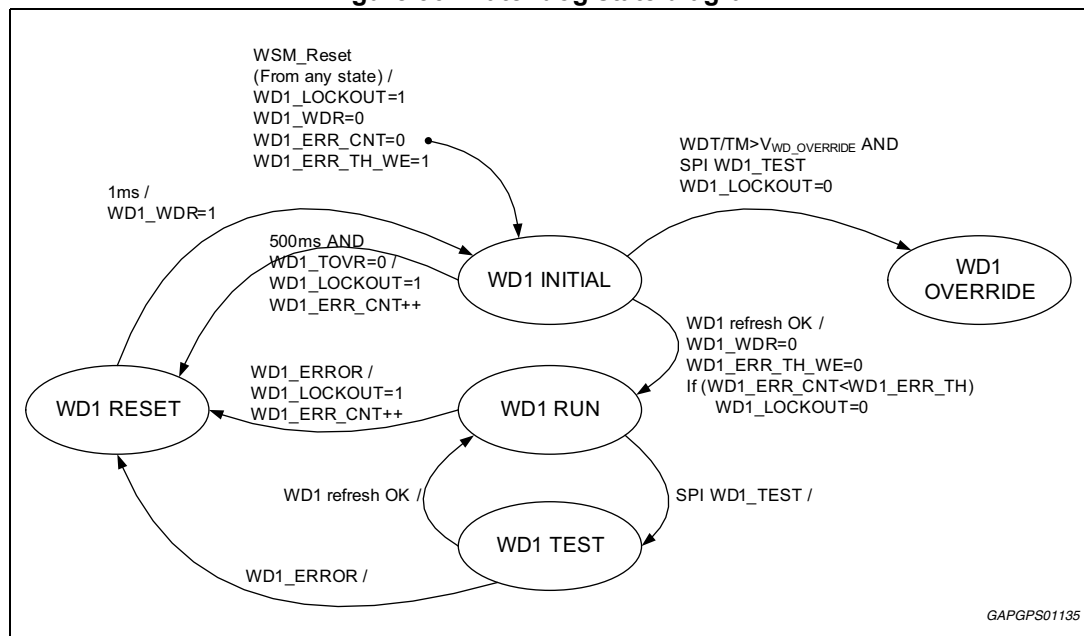 WSM_Reset
(From any state) /
WD1_LOCKOUT=1
WD1_WDR=0
WD1_ERR_CNT=0
WD1_ERR_TH_WE=1
WDT/TM>VWD_OVERRIDE AND
SPI WD1_TEST
WD1_LOCKOUT=0
1ms /
WD1_WDR=1
500ms AND
WD1_TOVR=0 /
WD1_LOCKOUT=1
WD1_ERR_CNT++
WD1 INITIAL
WD1
OVERRIDE
WD1 refresh OK /
WD1_WDR=0
WD1_ERR_TH_WE=0
If (WD1_ERR_CNT<WD1_ERR_TH)
WD1_LOCKOUT=0
WD1_ERROR /
WD1_LOCKOUT=1
WD1_ERR_CNT++
WD1 RESET
WD1 RUN
WD1 refresh OK /
SPI WD1_TEST /
WD1 TEST
WD1_ERROR /
GAPGPS01135